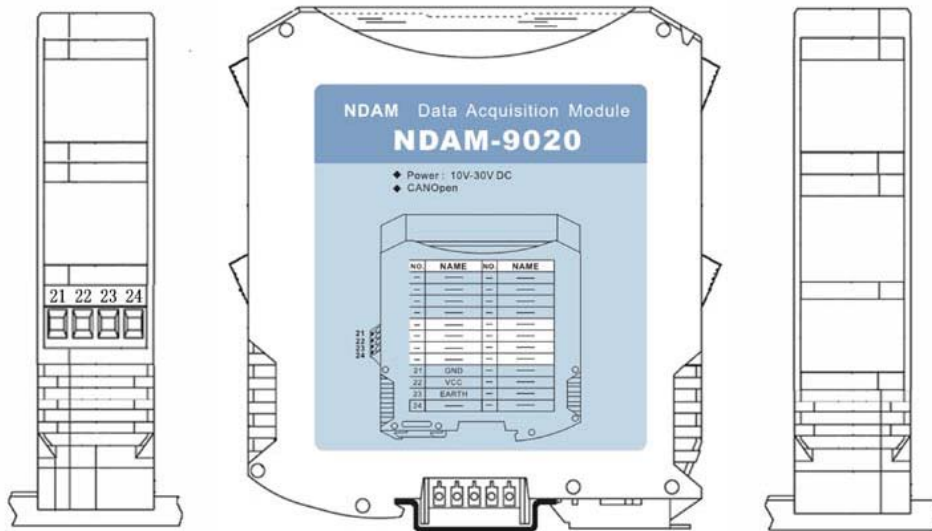 NDAM Data Acquisition Module
NDAM-9020
◆ Power : 10V-30V DC
◆ CANOpen
NO. NAME NO. NAME
— — — —
— — — —
— — — —
— — — —
— — — —
— — — —
— — — —
— — — —
21 GND — —
22 VCC — —
23 EARTH — —
24 — — —
21
22
23
24
21 22 23 24